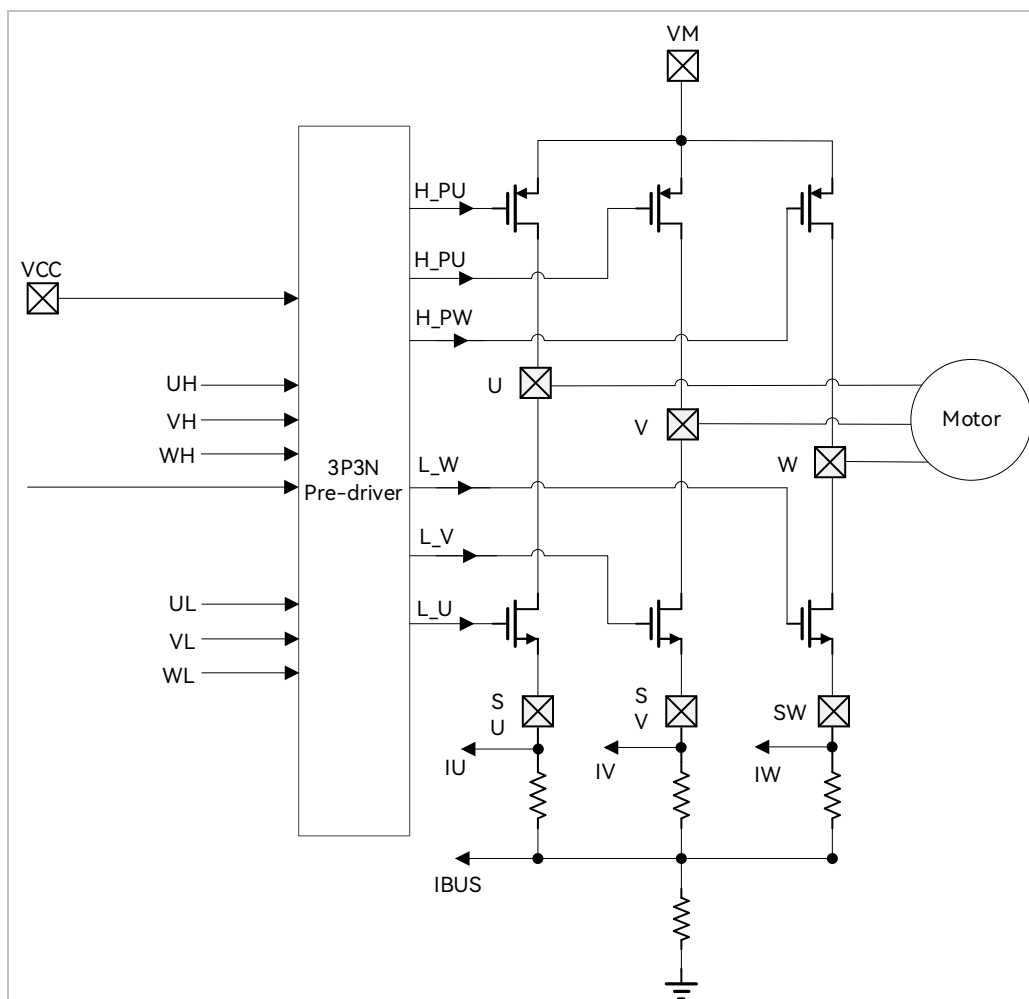 VM
H_PU
H_PU
VCC
H_PW
UH
U
VH
V
Motor
WH
W
3P3N
Pre-driver
L_W
L_V
UL
L_U
VL
WL
S
U
S
V
SW
IU
IV
IW
IBUS